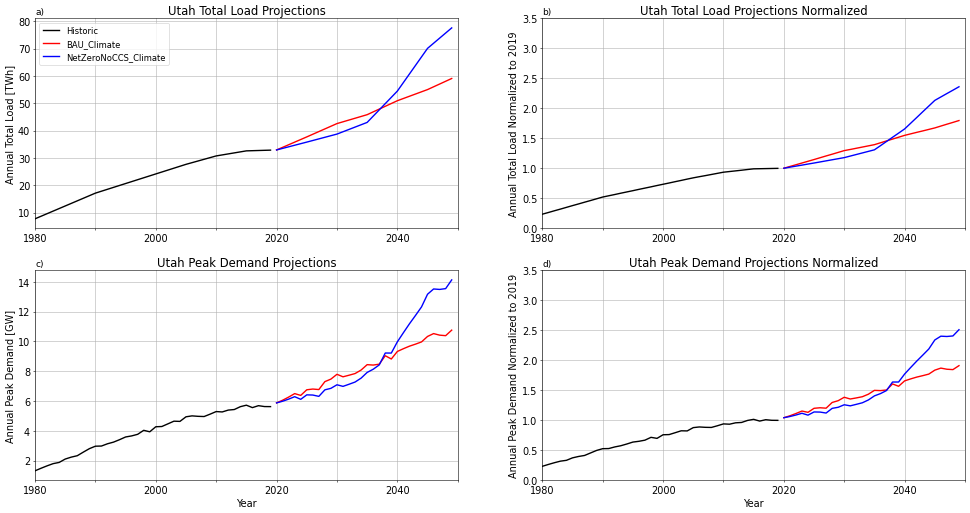 a)
Utah Total Load Projections
Annual Total Load [TWh]
80
70
60
50
40
30
20
10
Historic
BAU_Climate
NetZeroNoCCS_Climate
1980
2000
2020
2040
b)
Utah Total Load Projections Normalized
Annual Total Load Normalized to 2019
3.5
3.0
2.5
2.0
1.5
1.0
0.5
0.0
1980
2000
2020
2040
c)
Utah Peak Demand Projections
Annual Peak Demand [GW]
14
12
10
8
6
4
2
1980
2000
2020
2040
Year
d)
Utah Peak Demand Projections Normalized
Annual Peak Demand Normalized to 2019
3.5
3.0
2.5
2.0
1.5
1.0
0.5
0.0
1980
2000
2020
2040
Year